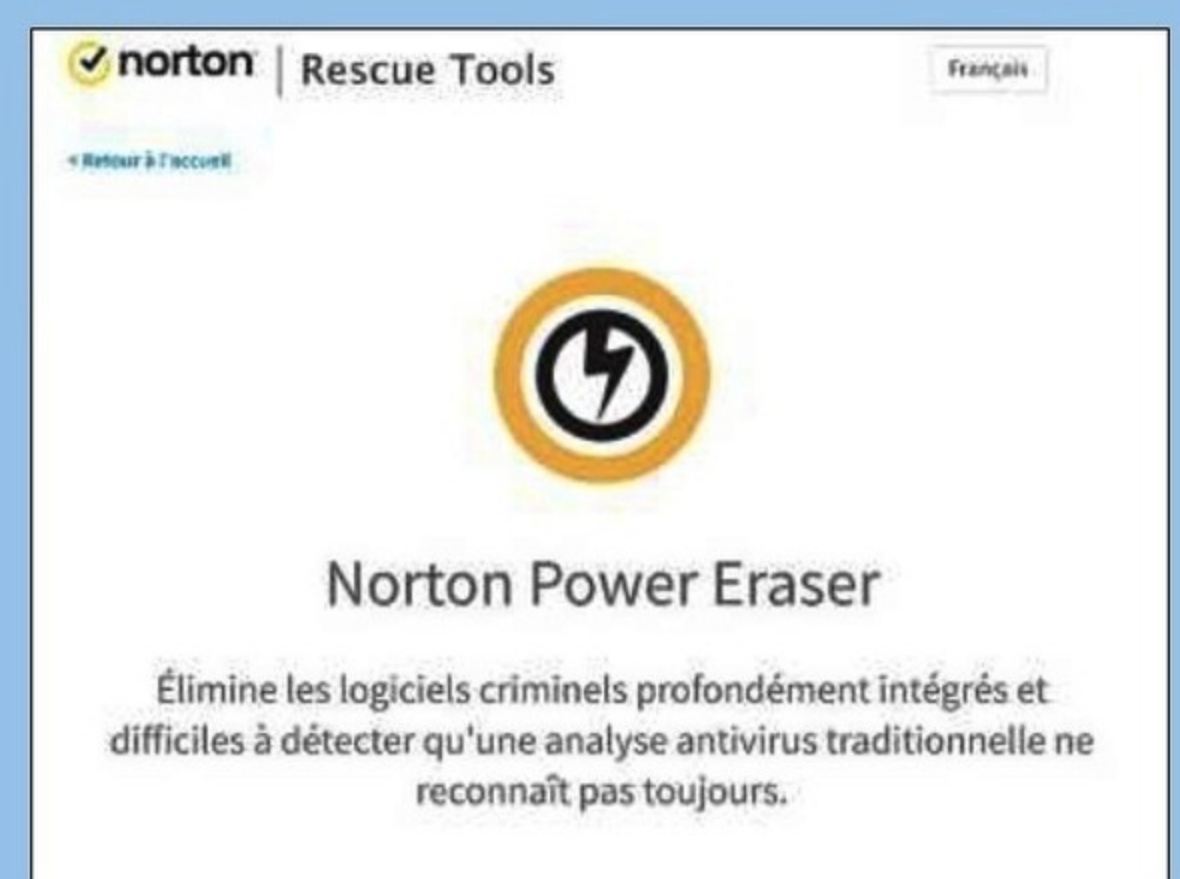 norton | Rescue Tools
Français
< Retour à l'accueil
Norton Power Eraser
Élimine les logiciels criminels profondément intégrés et
difficiles à détecter qu'une analyse antivirus traditionnelle ne
reconnaît pas toujours.